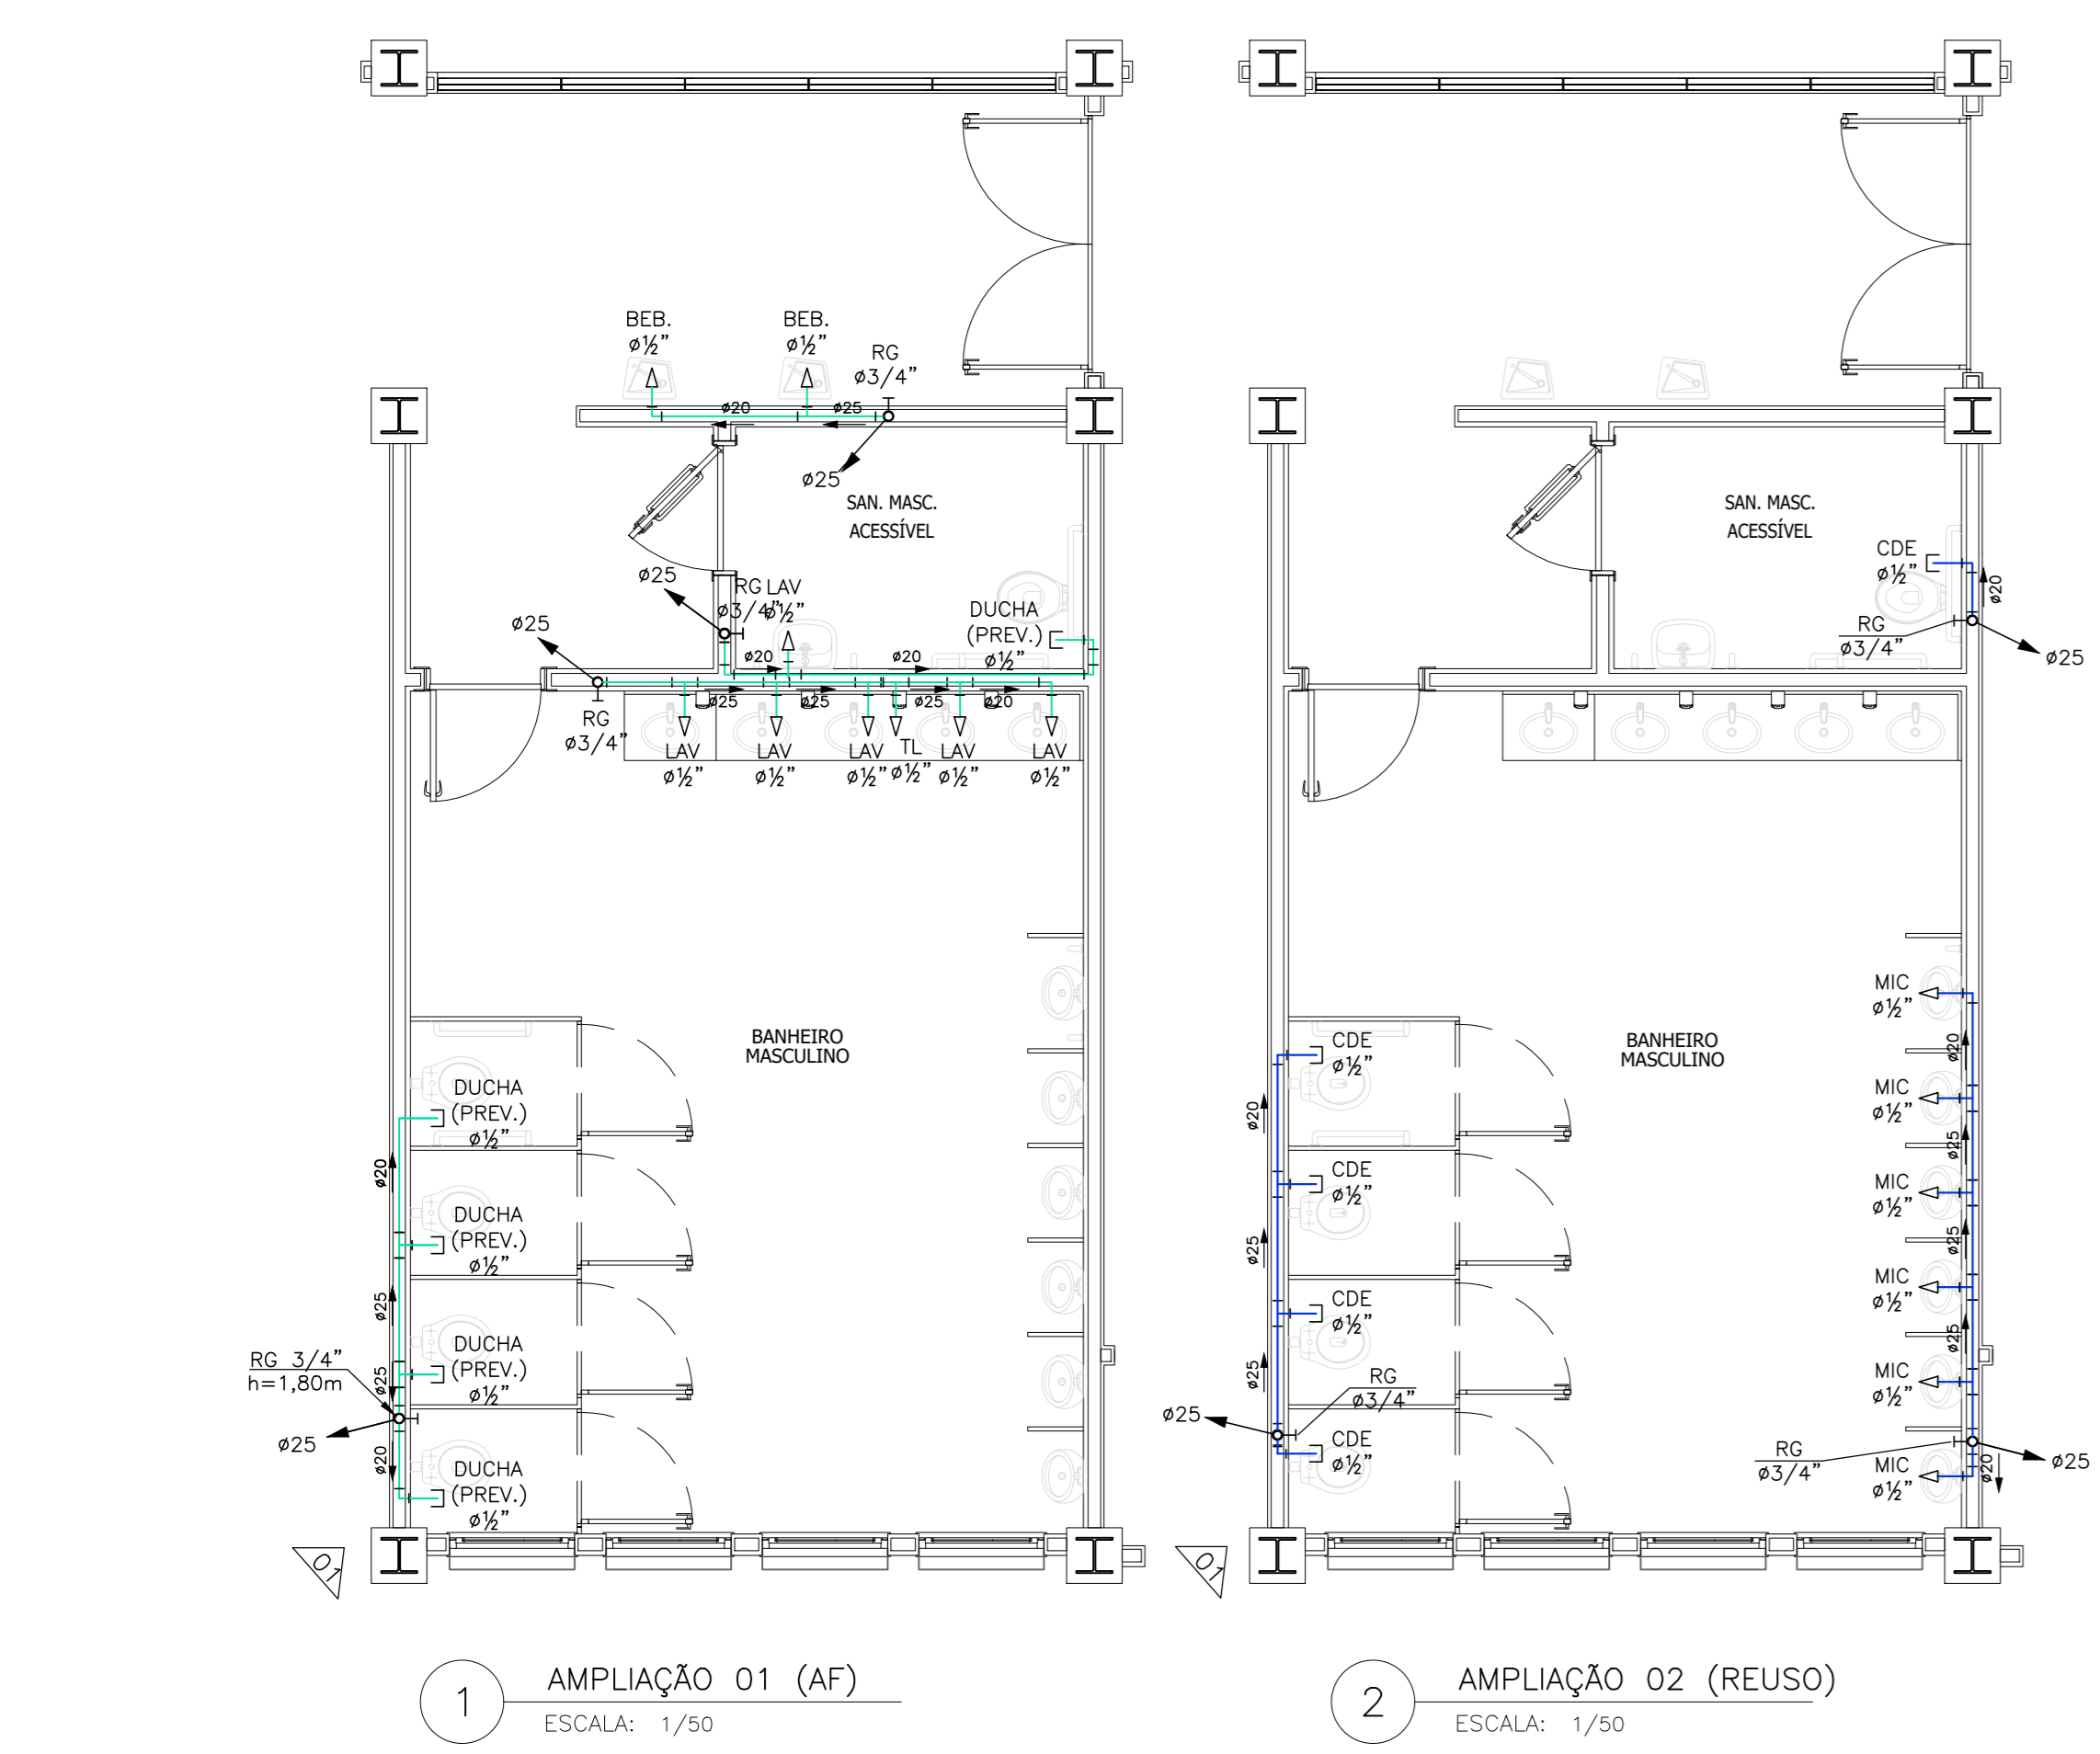 BEB.
ø½”
BEB.
ø½”
RG
ø3/4”
ø20
ø25
ø25
SAN. MASC.
ACESSÍVEL
ø25
RG
ø3/4”
LAV
ø½”
DUCHA
(PREV.)
ø½”
ø25
ø20
ø20
ø25
ø25
ø25
ø20
RG
ø3/4”
LAV
ø½”
LAV
ø½”
LAV
ø½”
TL
ø½”
LAV
ø½”
LAV
ø½”
BANHEIRO
MASCULINO
DUCHA
(PREV.)
ø½”
ø20
DUCHA
(PREV.)
ø½”
ø25
DUCHA
(PREV.)
ø½”
RG 3/4”
h=1,80m
ø25
ø25
ø20
DUCHA
(PREV.)
ø½”
01
1
AMPLIAÇÃO 01 (AF)
ESCALA: 1/50
SAN. MASC.
ACESSÍVEL
CDE
ø½”
ø20
RG
ø3/4”
ø25
BANHEIRO
MASCULINO
CDE
ø½”
ø20
CDE
ø½”
ø25
CDE
ø½”
ø25
RG
ø3/4”
ø25
CDE
ø½”
MIC
ø½”
ø20
MIC
ø½”
ø25
MIC
ø½”
ø25
MIC
ø½”
ø25
MIC
ø½”
RG
ø3/4”
ø25
MIC
ø½”
ø20
01
2
AMPLIAÇÃO 02 (REUSO)
ESCALA: 1/50